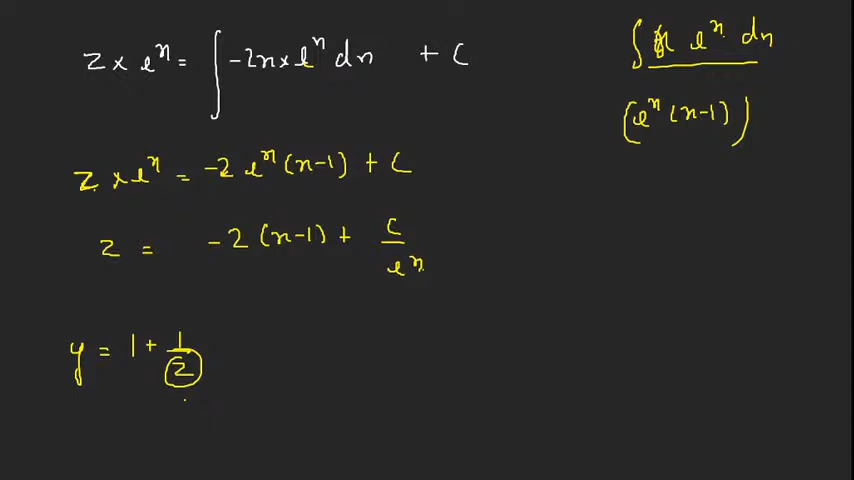 z × e^x = ∫ -2x × e^x dx + C
∫ x e^x dx
(e^x (x-1))
z × e^x = -2 e^x (x-1) + C
z = -2 (x-1) + C/e^x
y = 1 + 1/z